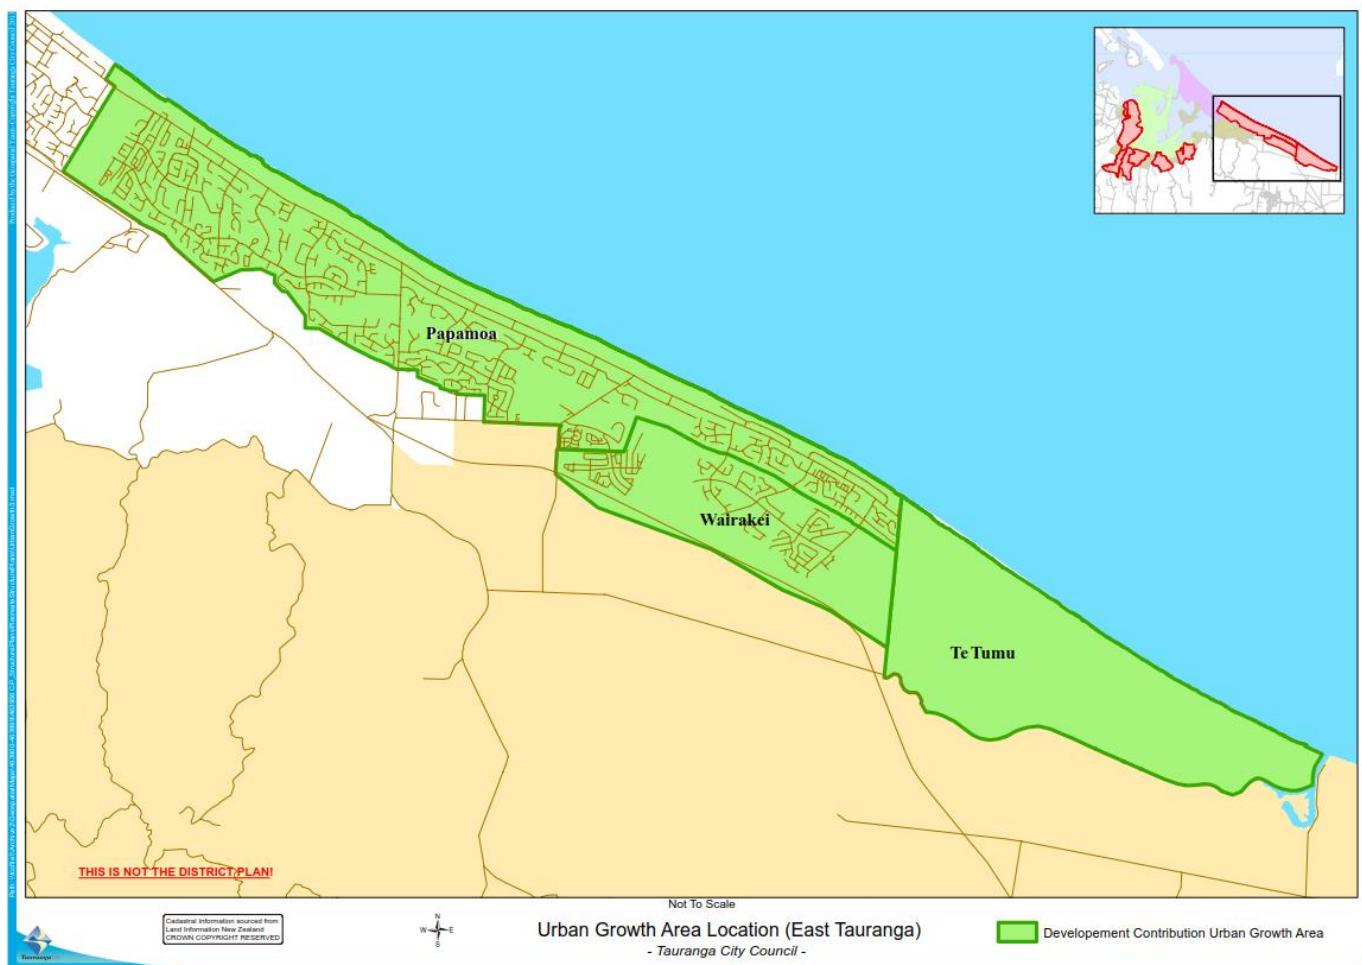 Papamoa
Wairakei
Te Tumu
THIS IS NOT THE DISTRICT PLAN!
Not To Scale
Cadastral Information sourced from
Land Information New Zealand
CROWN COPYRIGHT RESERVED
N
W E
S
Urban Growth Area Location (East Tauranga)
- Tauranga City Council -
Developement Contribution Urban Growth Area
Tauranga